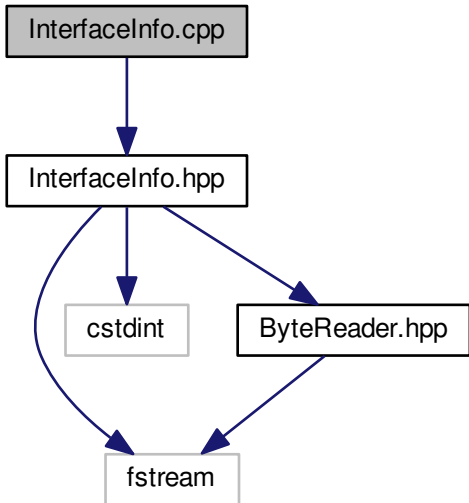 InterfaceInfo.cpp
InterfaceInfo.hpp
cstdint
ByteReader.hpp
fstream